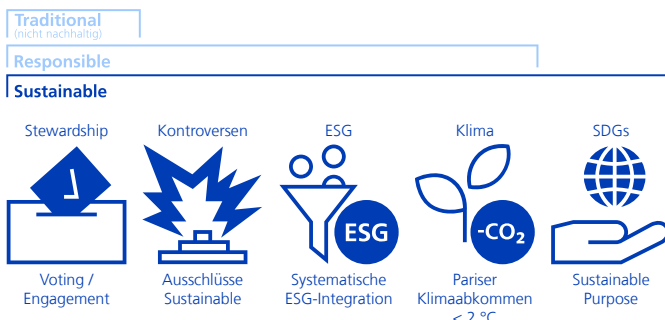 Traditional
(nicht nachhaltig)
Responsible
Sustainable
Stewardship
Kontroversen
ESG
Klima
SDGs
ESG
-CO₂
Voting /
Engagement
Ausschlüsse
Sustainable
Systematische
ESG-Integration
Pariser
Klimaabkommen
< 2 °C
Sustainable
Purpose